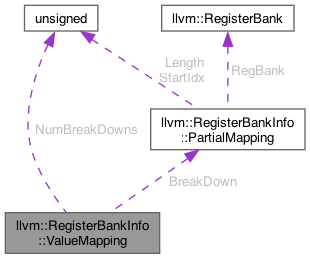 unsigned
llvm::RegisterBank
Length
StartIdx
RegBank
llvm::RegisterBankInfo
::PartialMapping
NumBreakDowns
BreakDown
llvm::RegisterBankInfo
::ValueMapping